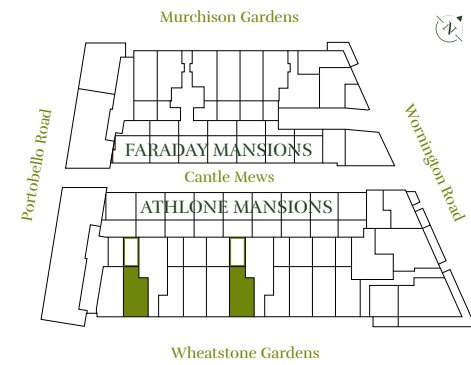 Murchison Gardens
N
Portobello Road
Wornington Road
FARADAY MANSIONS
Cantle Mews
ATHLONE MANSIONS
Wheatstone Gardens